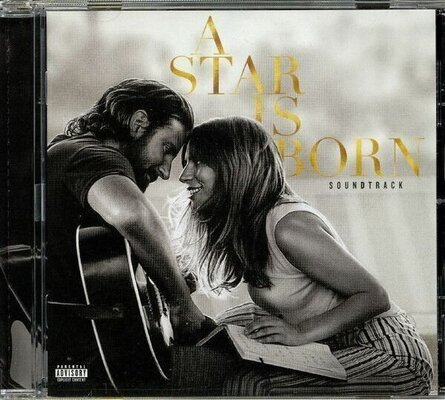 A
STAR
IS
BORN
SOUNDTRACK
PARENTAL
ADVISORY
EXPLICIT CONTENT